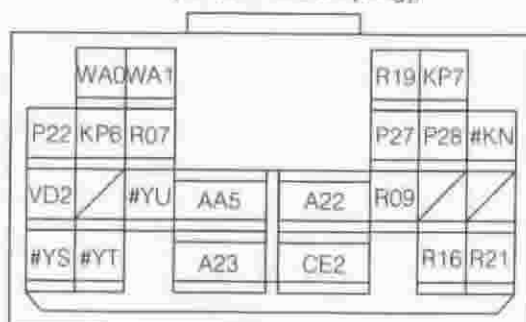 WA0 WA1 R19 KP7
P22 KP6 R07 P27 P28 #KN
VD2 #YU AA5 A22 R09
#YS #YT A23 CE2 R16 R21